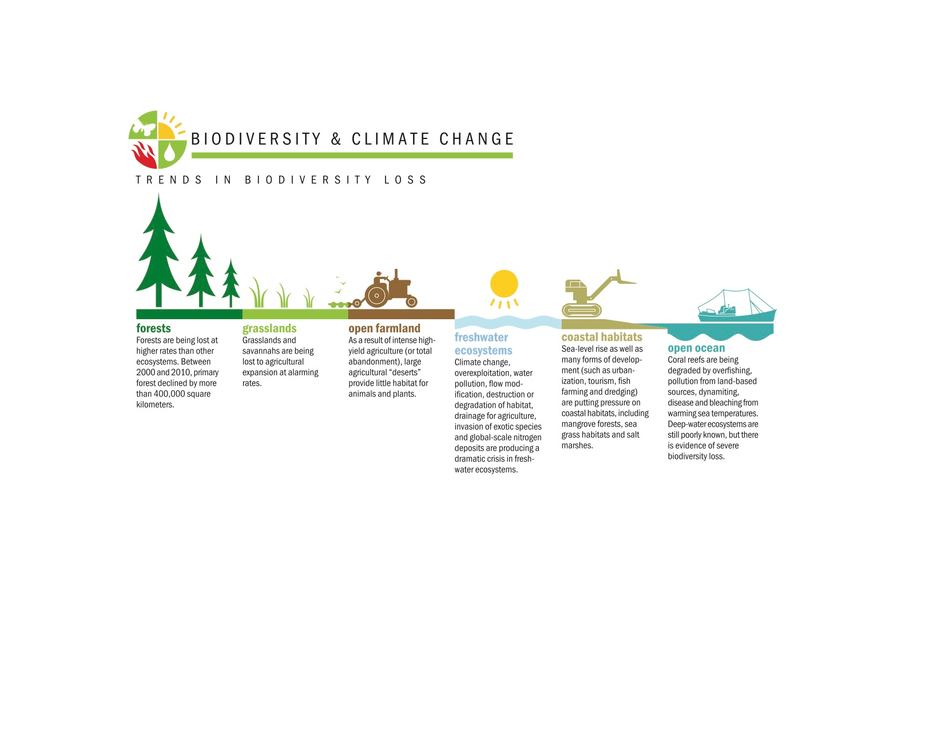 BIODIVERSITY & CLIMATE CHANGE
TRENDS IN BIODIVERSITY LOSS
forests
Forests are being lost at
higher rates than other
ecosystems. Between
2000 and 2010, primary
forest declined by more
than 400,000 square
kilometers.
grasslands
Grasslands and
savannahs are being
lost to agricultural
expansion at alarming
rates.
open farmland
As a result of intense high-
yield agriculture (or total
abandonment), large
agricultural “deserts”
provide little habitat for
animals and plants.
freshwater
ecosystems
Climate change,
overexploitation, water
pollution, flow mod-
ification, destruction or
degradation of habitat,
drainage for agriculture,
invasion of exotic species
and global-scale nitrogen
deposits are producing a
dramatic crisis in fresh-
water ecosystems.
coastal habitats
Sea-level rise as well as
many forms of develop-
ment (such as urban-
ization, tourism, fish
farming and dredging)
are putting pressure on
coastal habitats, including
mangrove forests, sea
grass habitats and salt
marshes.
open ocean
Coral reefs are being
degraded by overfishing,
pollution from land-based
sources, dynamiting,
disease and bleaching from
warming sea temperatures.
Deep-water ecosystems are
still poorly known, but there
is evidence of severe
biodiversity loss.